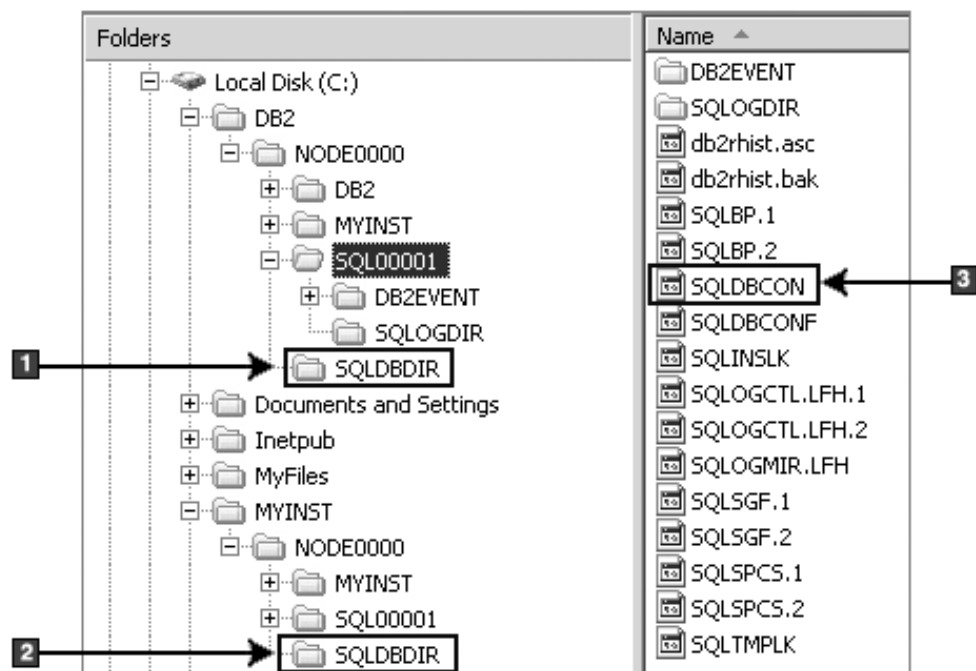 Folders
Local Disk (C:)
DB2
NODE0000
DB2
MYINST
SQL00001
DB2EVENT
SQLOGDIR
1
SQLDBDIR
Documents and Settings
Inetpub
MyFiles
MYINST
NODE0000
MYINST
SQL00001
2
SQLDBDIR
Name
DB2EVENT
SQLOGDIR
db2rhist.asc
db2rhist.bak
SQLBP.1
SQLBP.2
SQLDBCON
3
SQLDBCONF
SQLINSLK
SQLOGCTL.LFH.1
SQLOGCTL.LFH.2
SQLOGMIR.LFH
SQLSGF.1
SQLSGF.2
SQLSPCS.1
SQLSPCS.2
SQLTMPLK